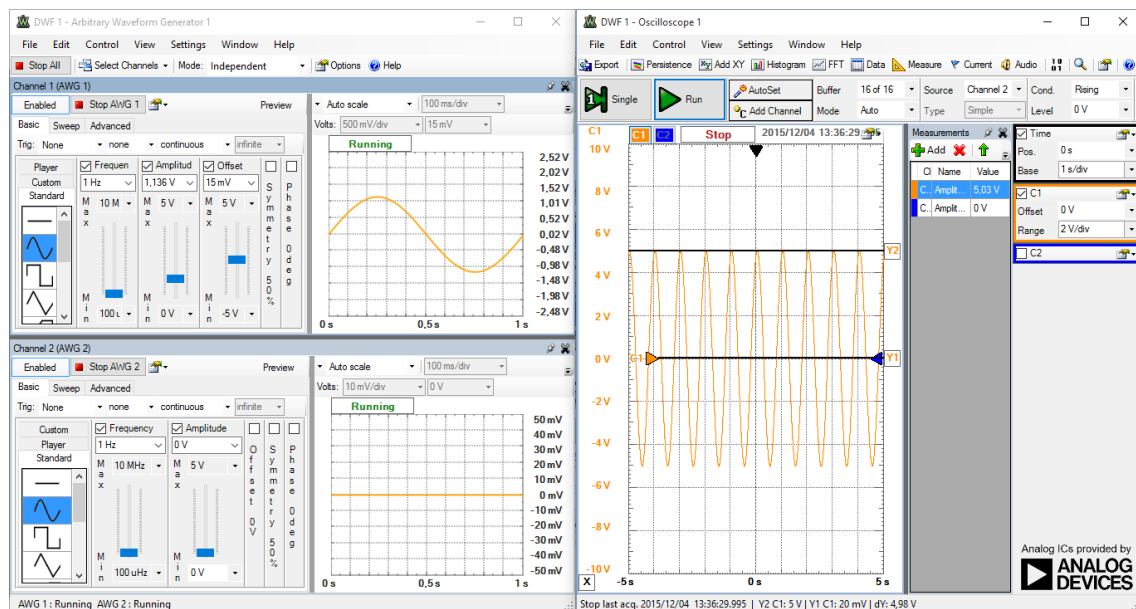 DWF 1 - Arbitrary Waveform Generator 1
File Edit Control View Settings Window Help
Stop All Select Channels Mode: Independent Options Help
Channel 1 (AWG 1)
Enabled Stop AWG 1 Preview
Basic Sweep Advanced
Trig: None none continuous infinite
Player
Custom
Standard
Frequen Amplitud Offset
1 Hz 1,136 V 15 mV
Max 10 M 5 V 5 V
Min 100 u 0 V -5 V
Symmetry 50%
Phase 0deg
Auto scale 100 ms/div
Volts: 500 mV/div 15 mV
Running
2,52 V
2,02 V
1,52 V
1,01 V
0,52 V
0,02 V
-0,48 V
-0,98 V
-1,48 V
-1,98 V
-2,48 V
0 s 0,5 s 1 s
Channel 2 (AWG 2)
Enabled Stop AWG 2 Preview
Basic Sweep Advanced
Trig: None none continuous infinite
Custom
Player
Standard
Frequency Amplitude
1 Hz 0 V
Max 10 MHz Max 5 V
Min 100 uHz Min 0 V
Offset 0V
Symmetry 50%
Phase 0deg
Auto scale 100 ms/div
Volts: 10 mV/div 0 V
Running
50 mV
40 mV
30 mV
20 mV
10 mV
0 mV
-10 mV
-20 mV
-30 mV
-40 mV
-50 mV
0 s 0,5 s 1 s
AWG 1 : Running AWG 2 : Running
DWF 1 - Oscilloscope 1
File Edit Control View Settings Window Help
Export Persistence Add XY Histogram FFT Data Measure Current Audio
Single Run AutoSet Buffer 16 of 16 Source Channel 2 Cond. Rising
Add Channel Mode Auto Type Simple Level 0 V
C1 C1 C2 Stop 2015/12/04 13:36:29
10 V
8 V
6 V
4 V
2 V
0 V
-2 V
-4 V
-6 V
-8 V
-10 V
C1
Y2
Y1
X -5 s 0 s 5 s
Measurements
Add
Name Value
C.. Amplit... 5,03 V
C.. Amplit... 0 V
Time
Pos. 0 s
Base 1 s/div
C1
Offset 0 V
Range 2 V/div
C2
Analog ICs provided by
ANALOG
DEVICES
Stop last acq. 2015/12/04 13:36:29.995 | Y2 C1: 5 V | Y1 C1: 20 mV | dY: 4,98 V